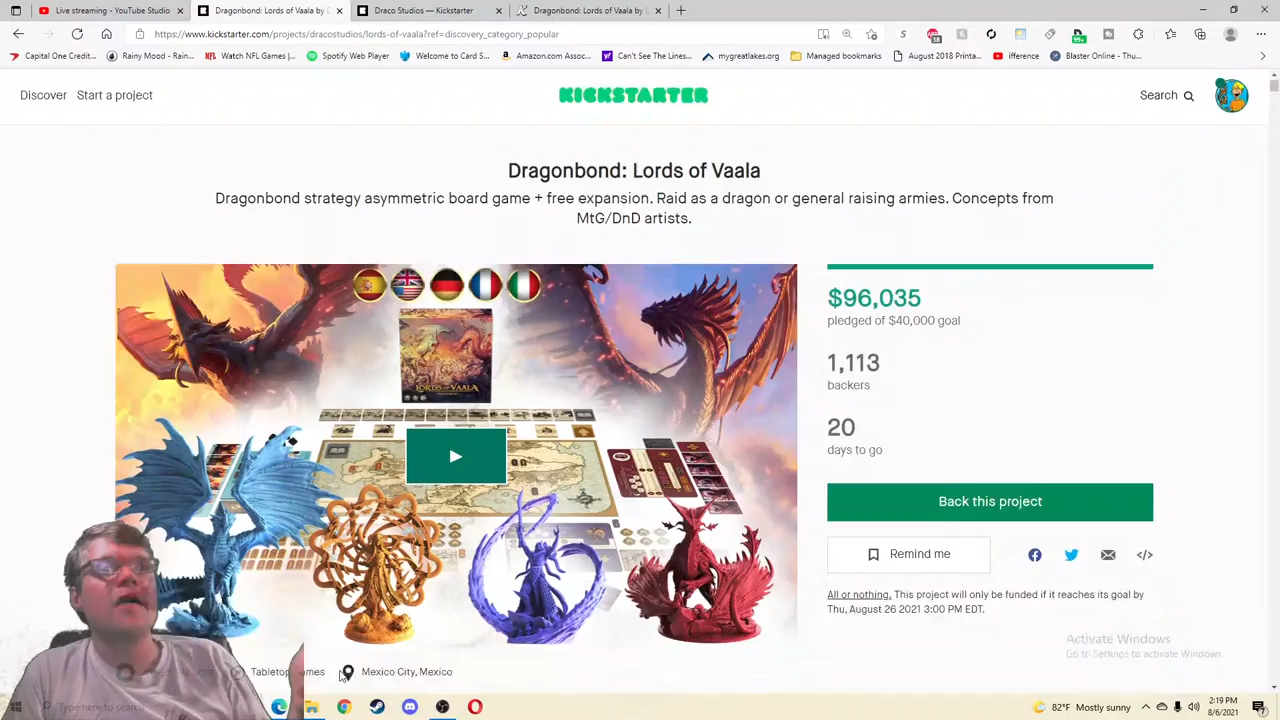 Live streaming - YouTube Studio
Dragonbond: Lords of Vaala by D
Draco Studios — Kickstarter
Dragonbond: Lords of Vaala by C
https://www.kickstarter.com/projects/dracostudios/lords-of-vaala?ref=discovery_category_popular
Capital One Credit...
Rainy Mood - Rain...
Watch NFL Games |...
Spotify Web Player
Welcome to Card S...
Amazon.com Assoc...
Can't See The Lines...
mygreatlakes.org
Managed bookmarks
August 2018 Printa...
ifference
Blaster Online - Thu...
Discover
Start a project
KICKSTARTER
Search
Dragonbond: Lords of Vaala
Dragonbond strategy asymmetric board game + free expansion. Raid as a dragon or general raising armies. Concepts from
MtG/DnD artists.
LORDS OF VAALA
$96,035
pledged of $40,000 goal
1,113
backers
20
days to go
Back this project
Remind me
All or nothing. This project will only be funded if it reaches its goal by
Thu, August 26 2021 3:00 PM EDT.
Activate Windows
Go to Settings to activate Windows.
Mexico City, Mexico
Type here to search
82°F Mostly sunny
2:19 PM
8/6/2021